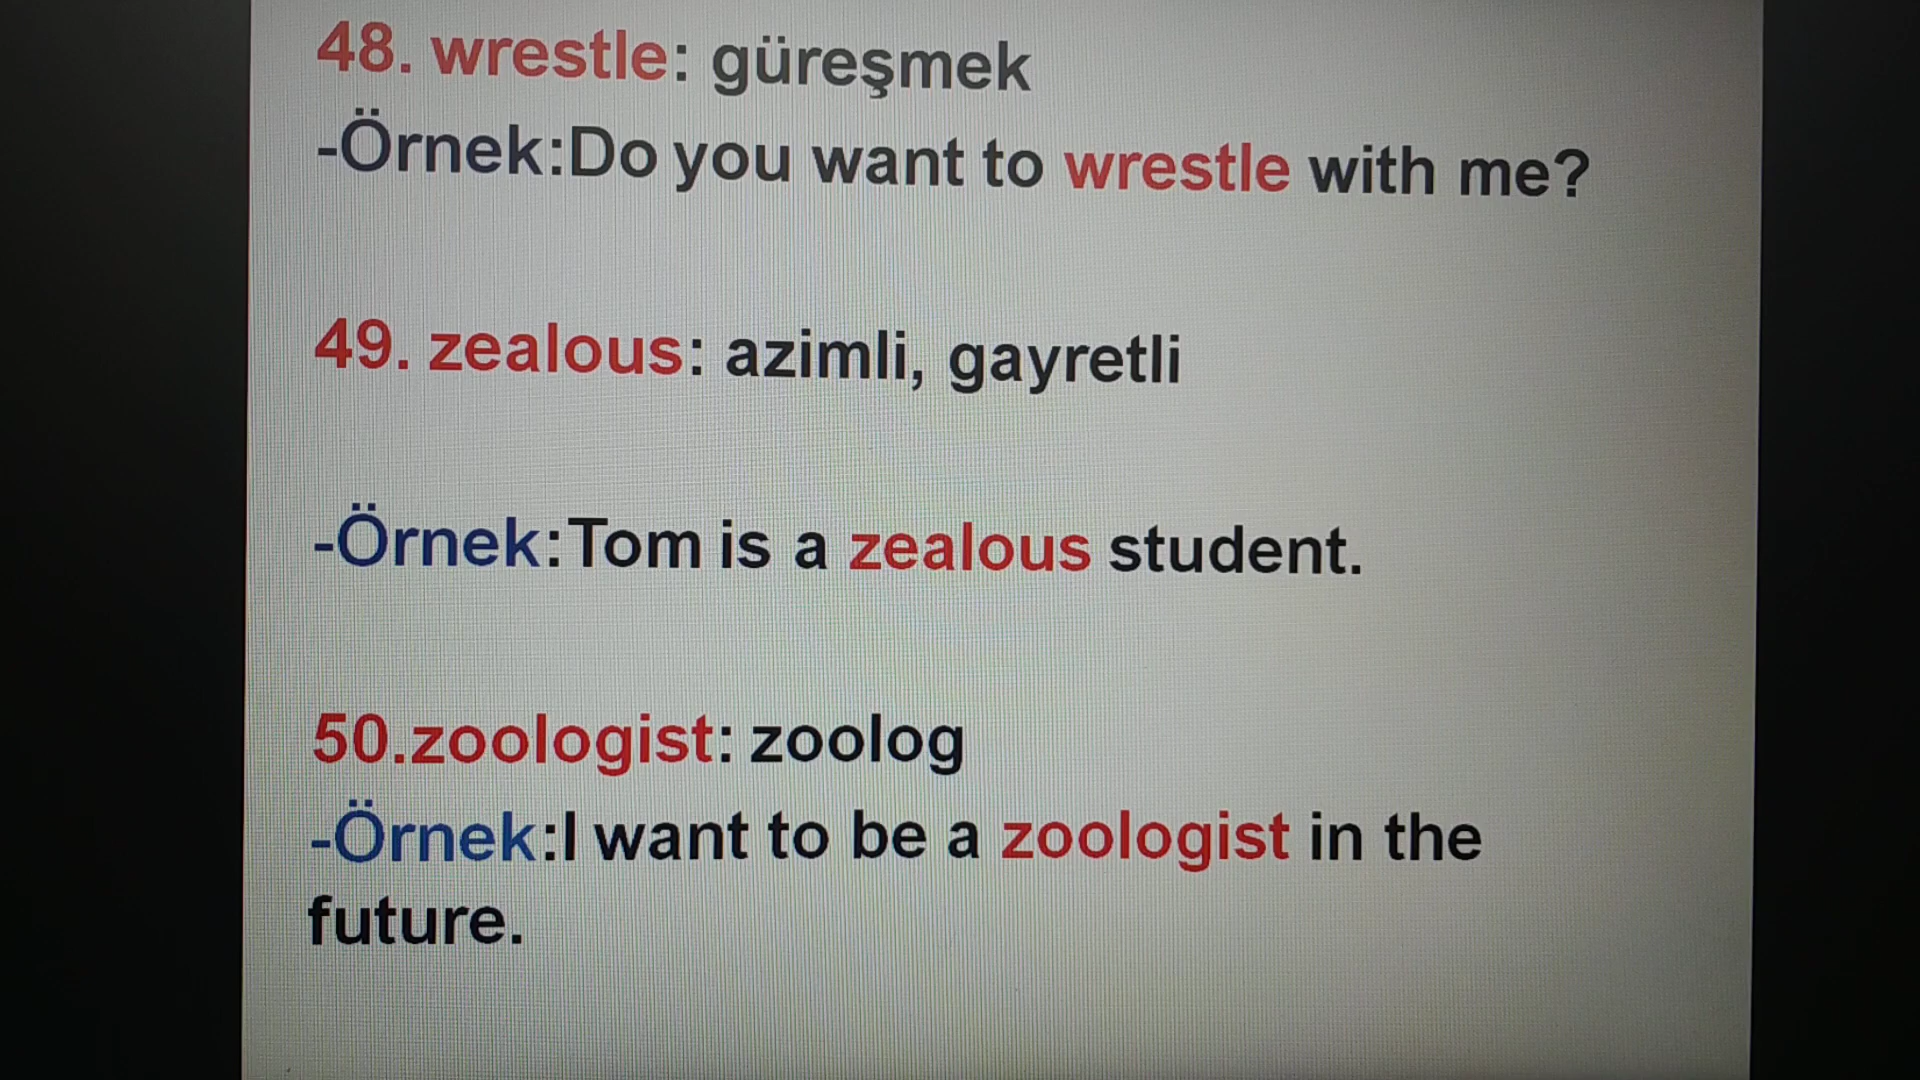 48. wrestle: güreşmek
-Örnek:Do you want to wrestle with me?
49. zealous: azimli, gayretli
-Örnek:Tom is a zealous student.
50.zoologist: zoolog
-Örnek:I want to be a zoologist in the
future.